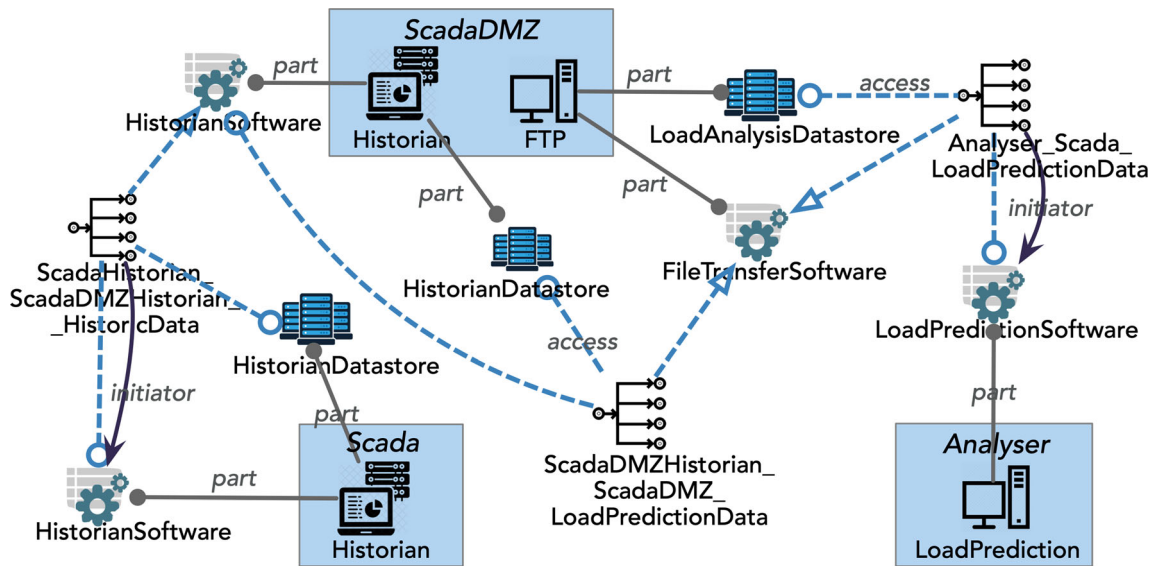 ScadaDMZ
part
HistorianSoftware
Historian
FTP
part
LoadAnalysisDatastore
access
Analyser_Scada_
LoadPredictionData
part
part
initiator
HistorianDatastore
FileTransferSoftware
ScadaHistorian_
ScadaDMZHistorian_
_HistoricData
HistorianDatastore
access
LoadPredictionSoftware
initiator
part
part
Scada
part
HistorianSoftware
Historian
ScadaDMZHistorian_
ScadaDMZ_
LoadPredictionData
Analyser
LoadPrediction